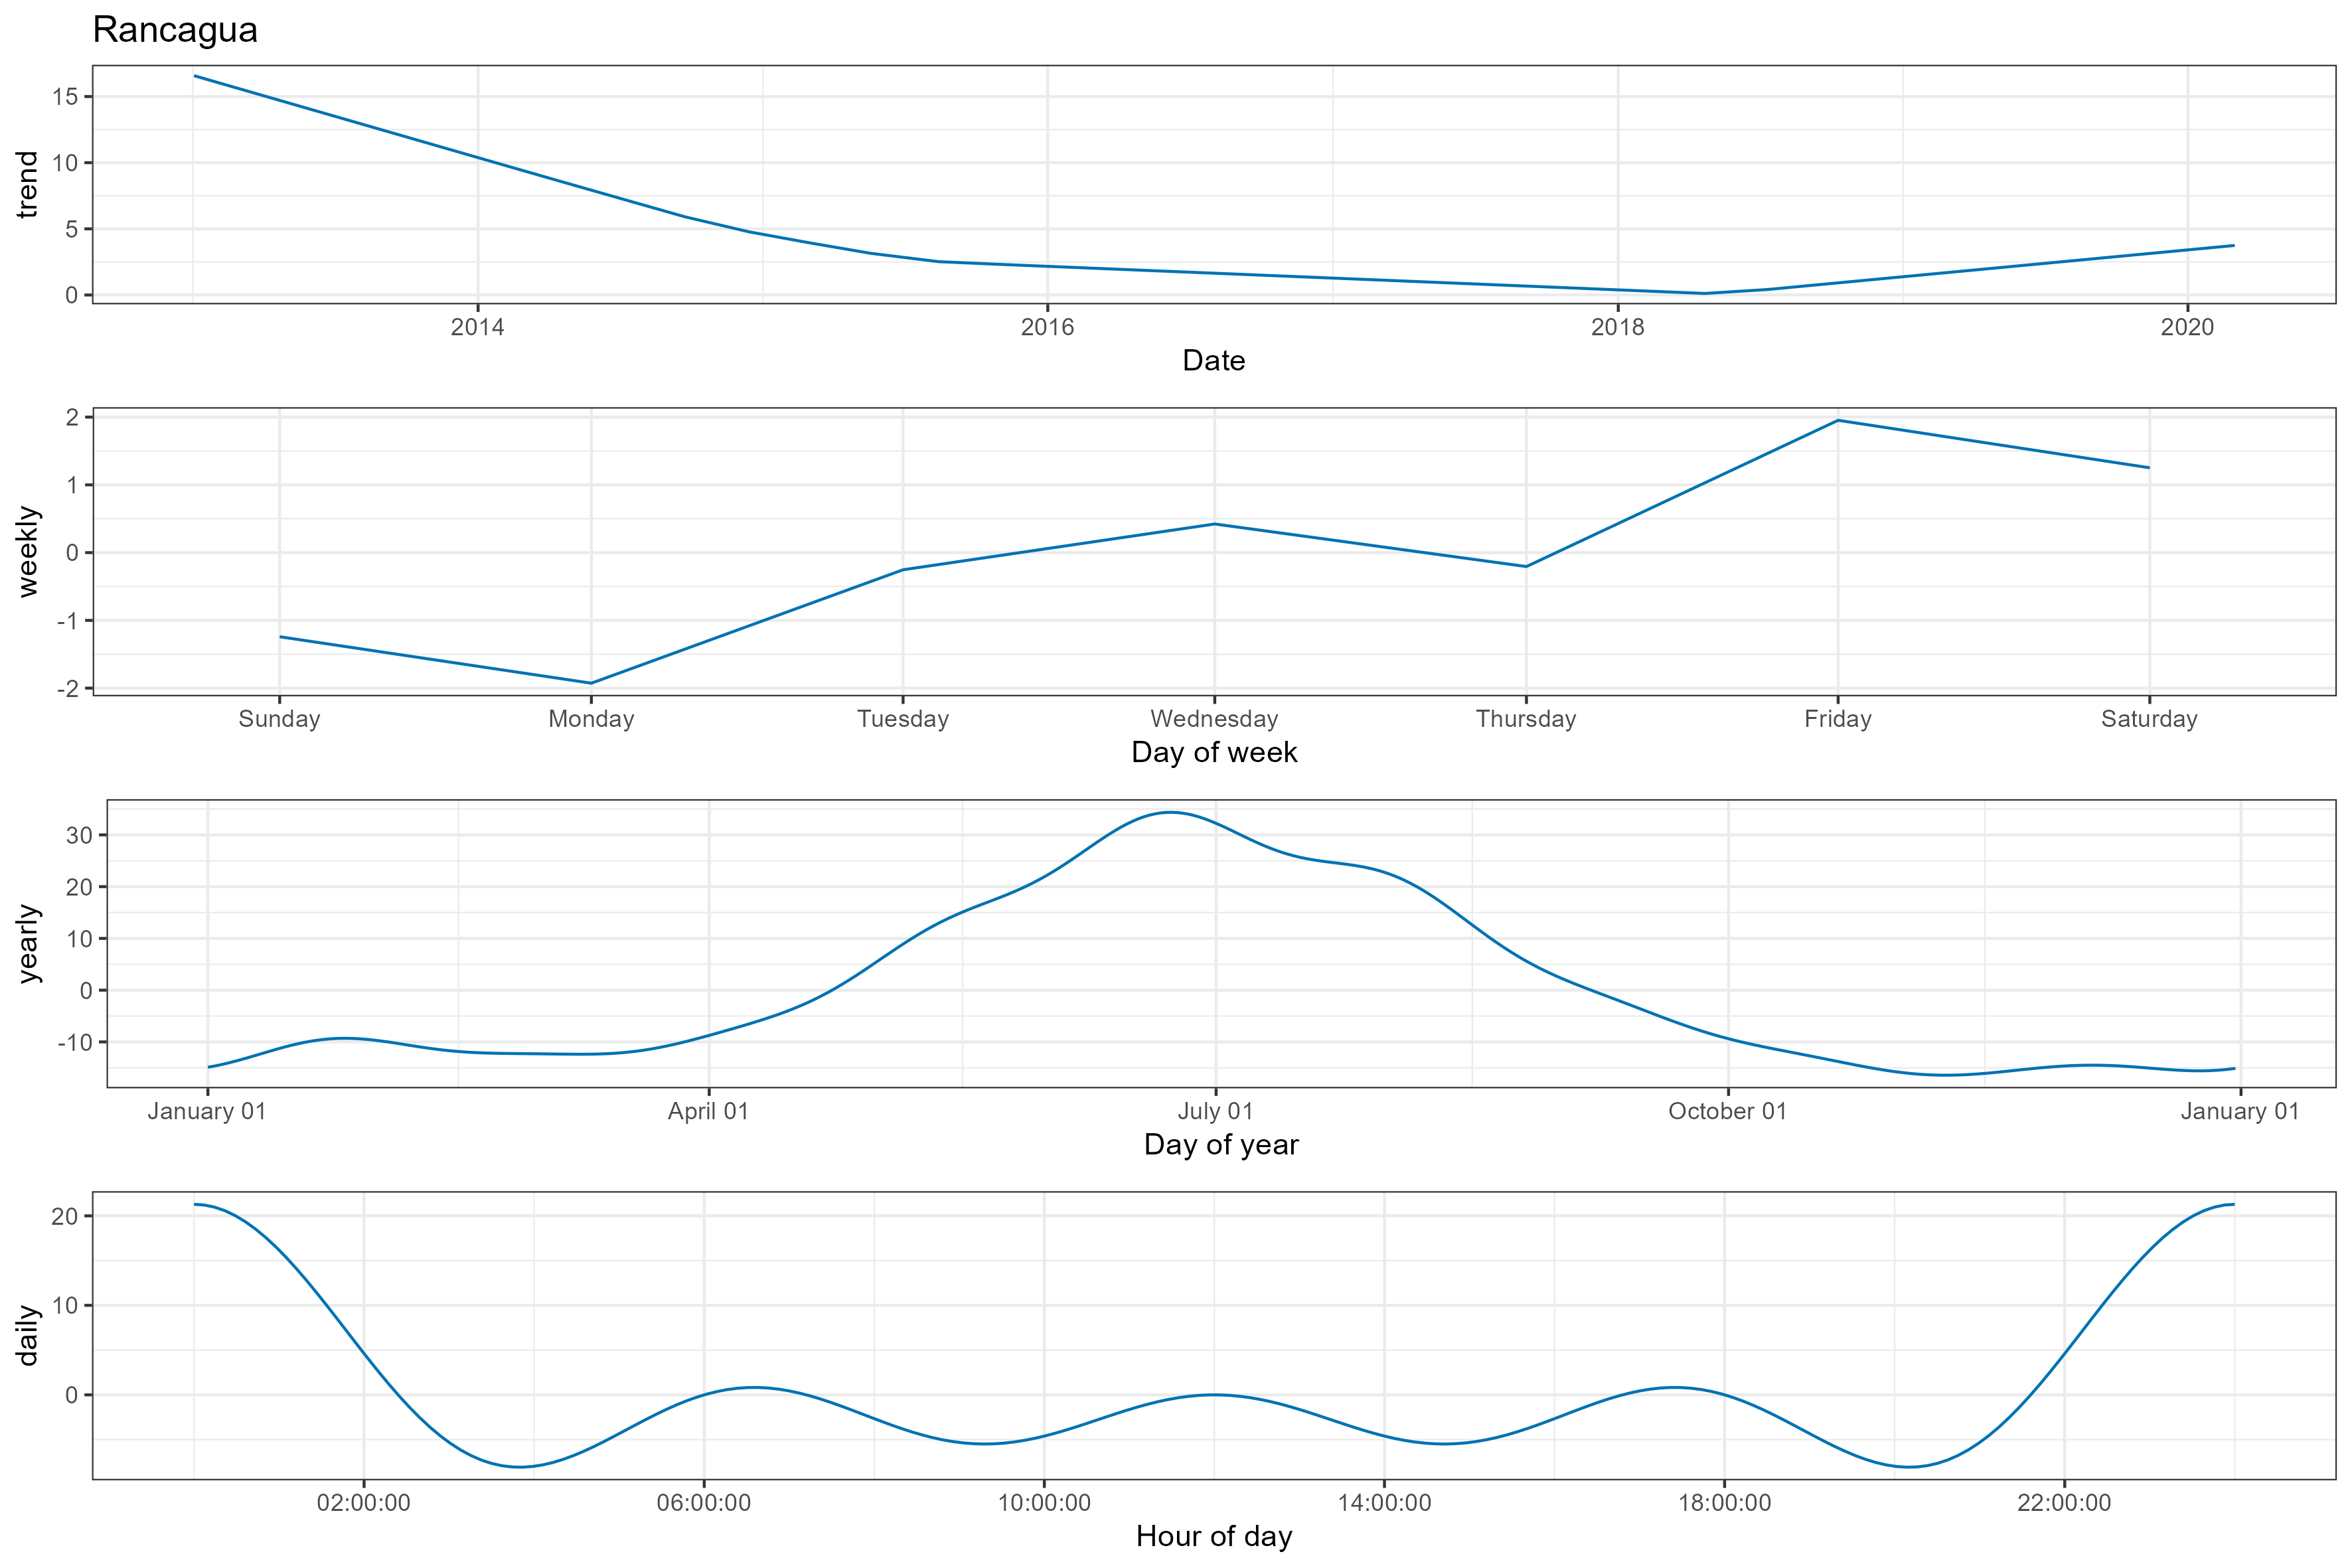 Rancagua
trend
15
10
5
0
2014 2016 2018 2020
Date
weekly
2
1
0
-1
-2
Sunday Monday Tuesday Wednesday Thursday Friday Saturday
Day of week
yearly
30
20
10
0
-10
January 01 April 01 July 01 October 01 January 01
Day of year
daily
20
10
0
02:00:00 06:00:00 10:00:00 14:00:00 18:00:00 22:00:00
Hour of day